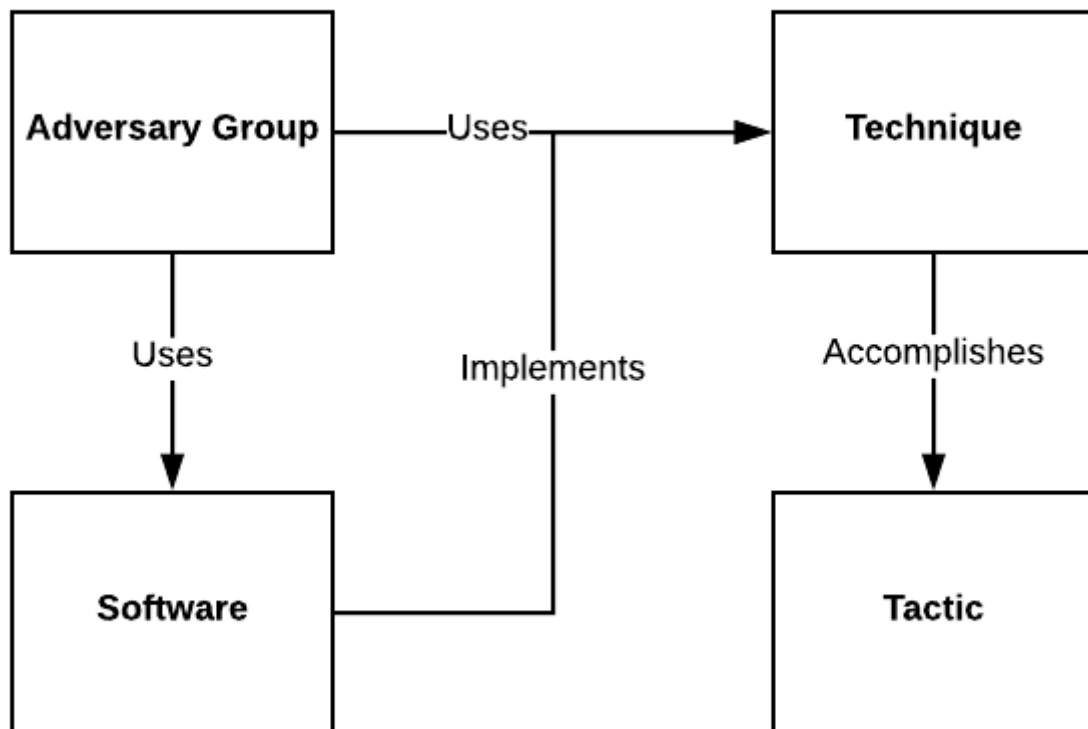 Adversary Group
Uses
Technique
Uses
Implements
Accomplishes
Software
Tactic